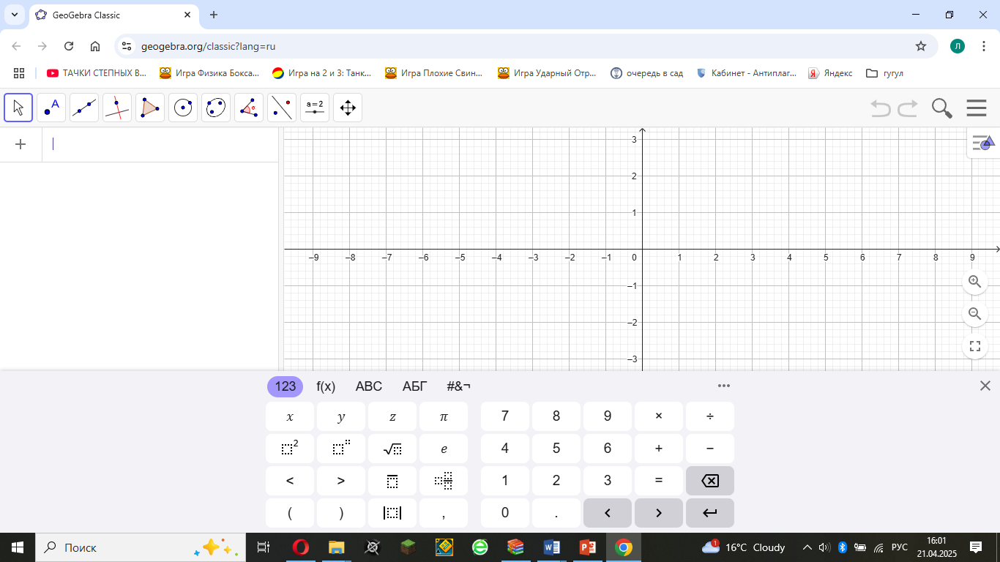 GeoGebra Classic
geogebra.org/classic?lang=ru
Л
ТАЧКИ СТЕПНЫХ В... Игра Физика Бокса... Игра на 2 и 3: Танк... Игра Плохие Свин... Игра Ударный Отр... очередь в сад Кабинет - Антиплаг... Яндекс гугул
A a=2
3
2
1
–9 –8 –7 –6 –5 –4 –3 –2 –1 0 1 2 3 4 5 6 7 8 9
–1
–2
–3
123 f(x) ABC АБГ #&¬ •••
x y z π 7 8 9 × ÷
2 √ e 4 5 6 + −
< > 1 2 3 =
( ) , 0 . < >
Поиск
1 16°C Cloudy РУС 16:01
21.04.2025